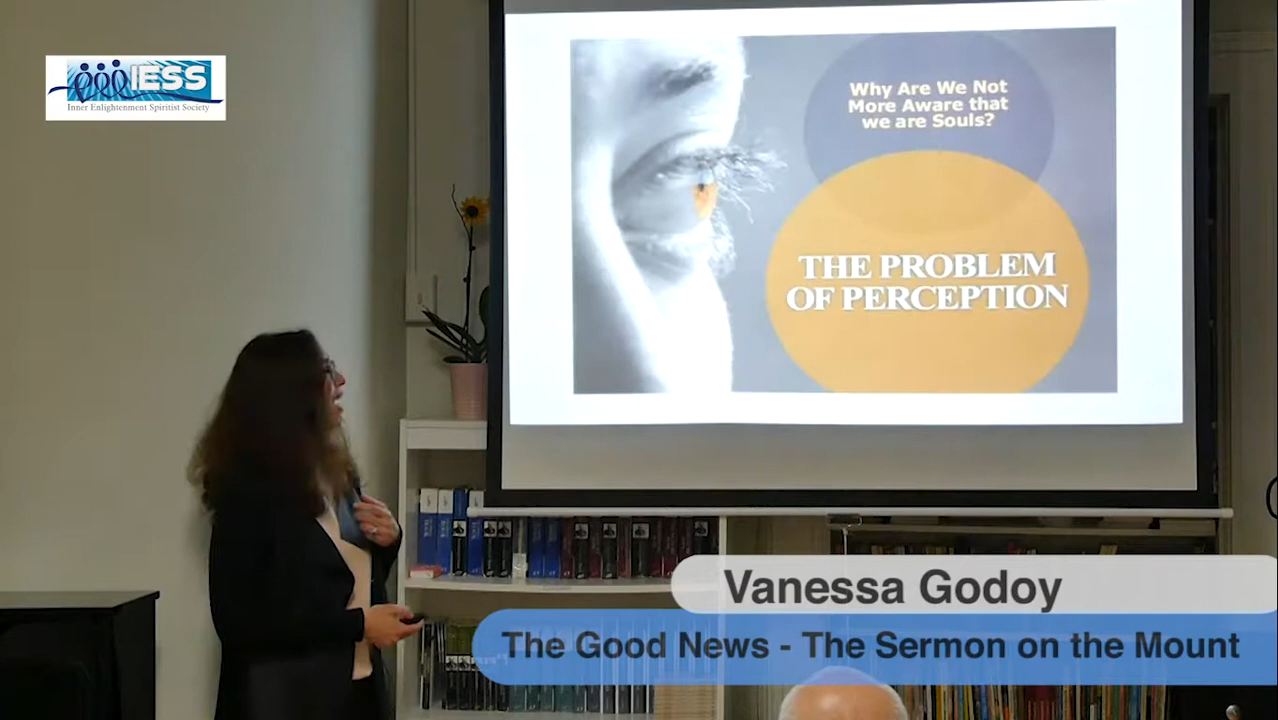 IESS
Inner Enlightenment Spiritist Society
Why Are We Not
More Aware that
we are Souls?
THE PROBLEM
OF PERCEPTION
Vanessa Godoy
The Good News - The Sermon on the Mount